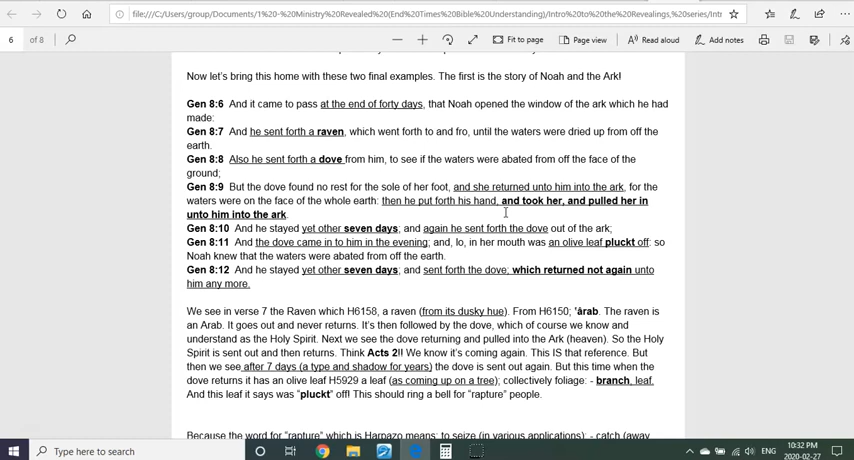 file:///C:/Users/group/Documents/1%20-%20Ministry%20Revealed%20(End%20Times%20Bible%20Understanding)/Intro%20to%20the%20Revealings,%20series/Intr
6 of 8
Fit to page
Page view
Read aloud
Add notes
Now let's bring this home with these two final examples. The first is the story of Noah and the Ark!
Gen 8:6 And it came to pass at the end of forty days, that Noah opened the window of the ark which he had
made:
Gen 8:7 And he sent forth a raven, which went forth to and fro, until the waters were dried up from off the
earth.
Gen 8:8 Also he sent forth a dove from him, to see if the waters were abated from off the face of the
ground;
Gen 8:9 But the dove found no rest for the sole of her foot, and she returned unto him into the ark, for the
waters were on the face of the whole earth: then he put forth his hand, and took her, and pulled her in
unto him into the ark.
Gen 8:10 And he stayed yet other seven days; and again he sent forth the dove out of the ark;
Gen 8:11 And the dove came in to him in the evening; and, lo, in her mouth was an olive leaf pluckt off: so
Noah knew that the waters were abated from off the earth.
Gen 8:12 And he stayed yet other seven days; and sent forth the dove; which returned not again unto
him any more.
We see in verse 7 the Raven which H6158, a raven (from its dusky hue). From H6150; 'ârab. The raven is
an Arab. It goes out and never returns. It's then followed by the dove, which of course we know and
understand as the Holy Spirit. Next we see the dove returning and pulled into the Ark (heaven). So the Holy
Spirit is sent out and then returns. Think Acts 2!! We know it's coming again. This IS that reference. But
then we see after 7 days (a type and shadow for years) the dove is sent out again. But this time when the
dove returns it has an olive leaf H5929 a leaf (as coming up on a tree); collectively foliage: - branch, leaf.
And this leaf it says was "pluckt" off! This should ring a bell for "rapture" people.
Because the word for "rapture" which is Harpazo means: to seize (in various applications): - catch (away
Type here to search
ENG
10:32 PM
2020-02-27